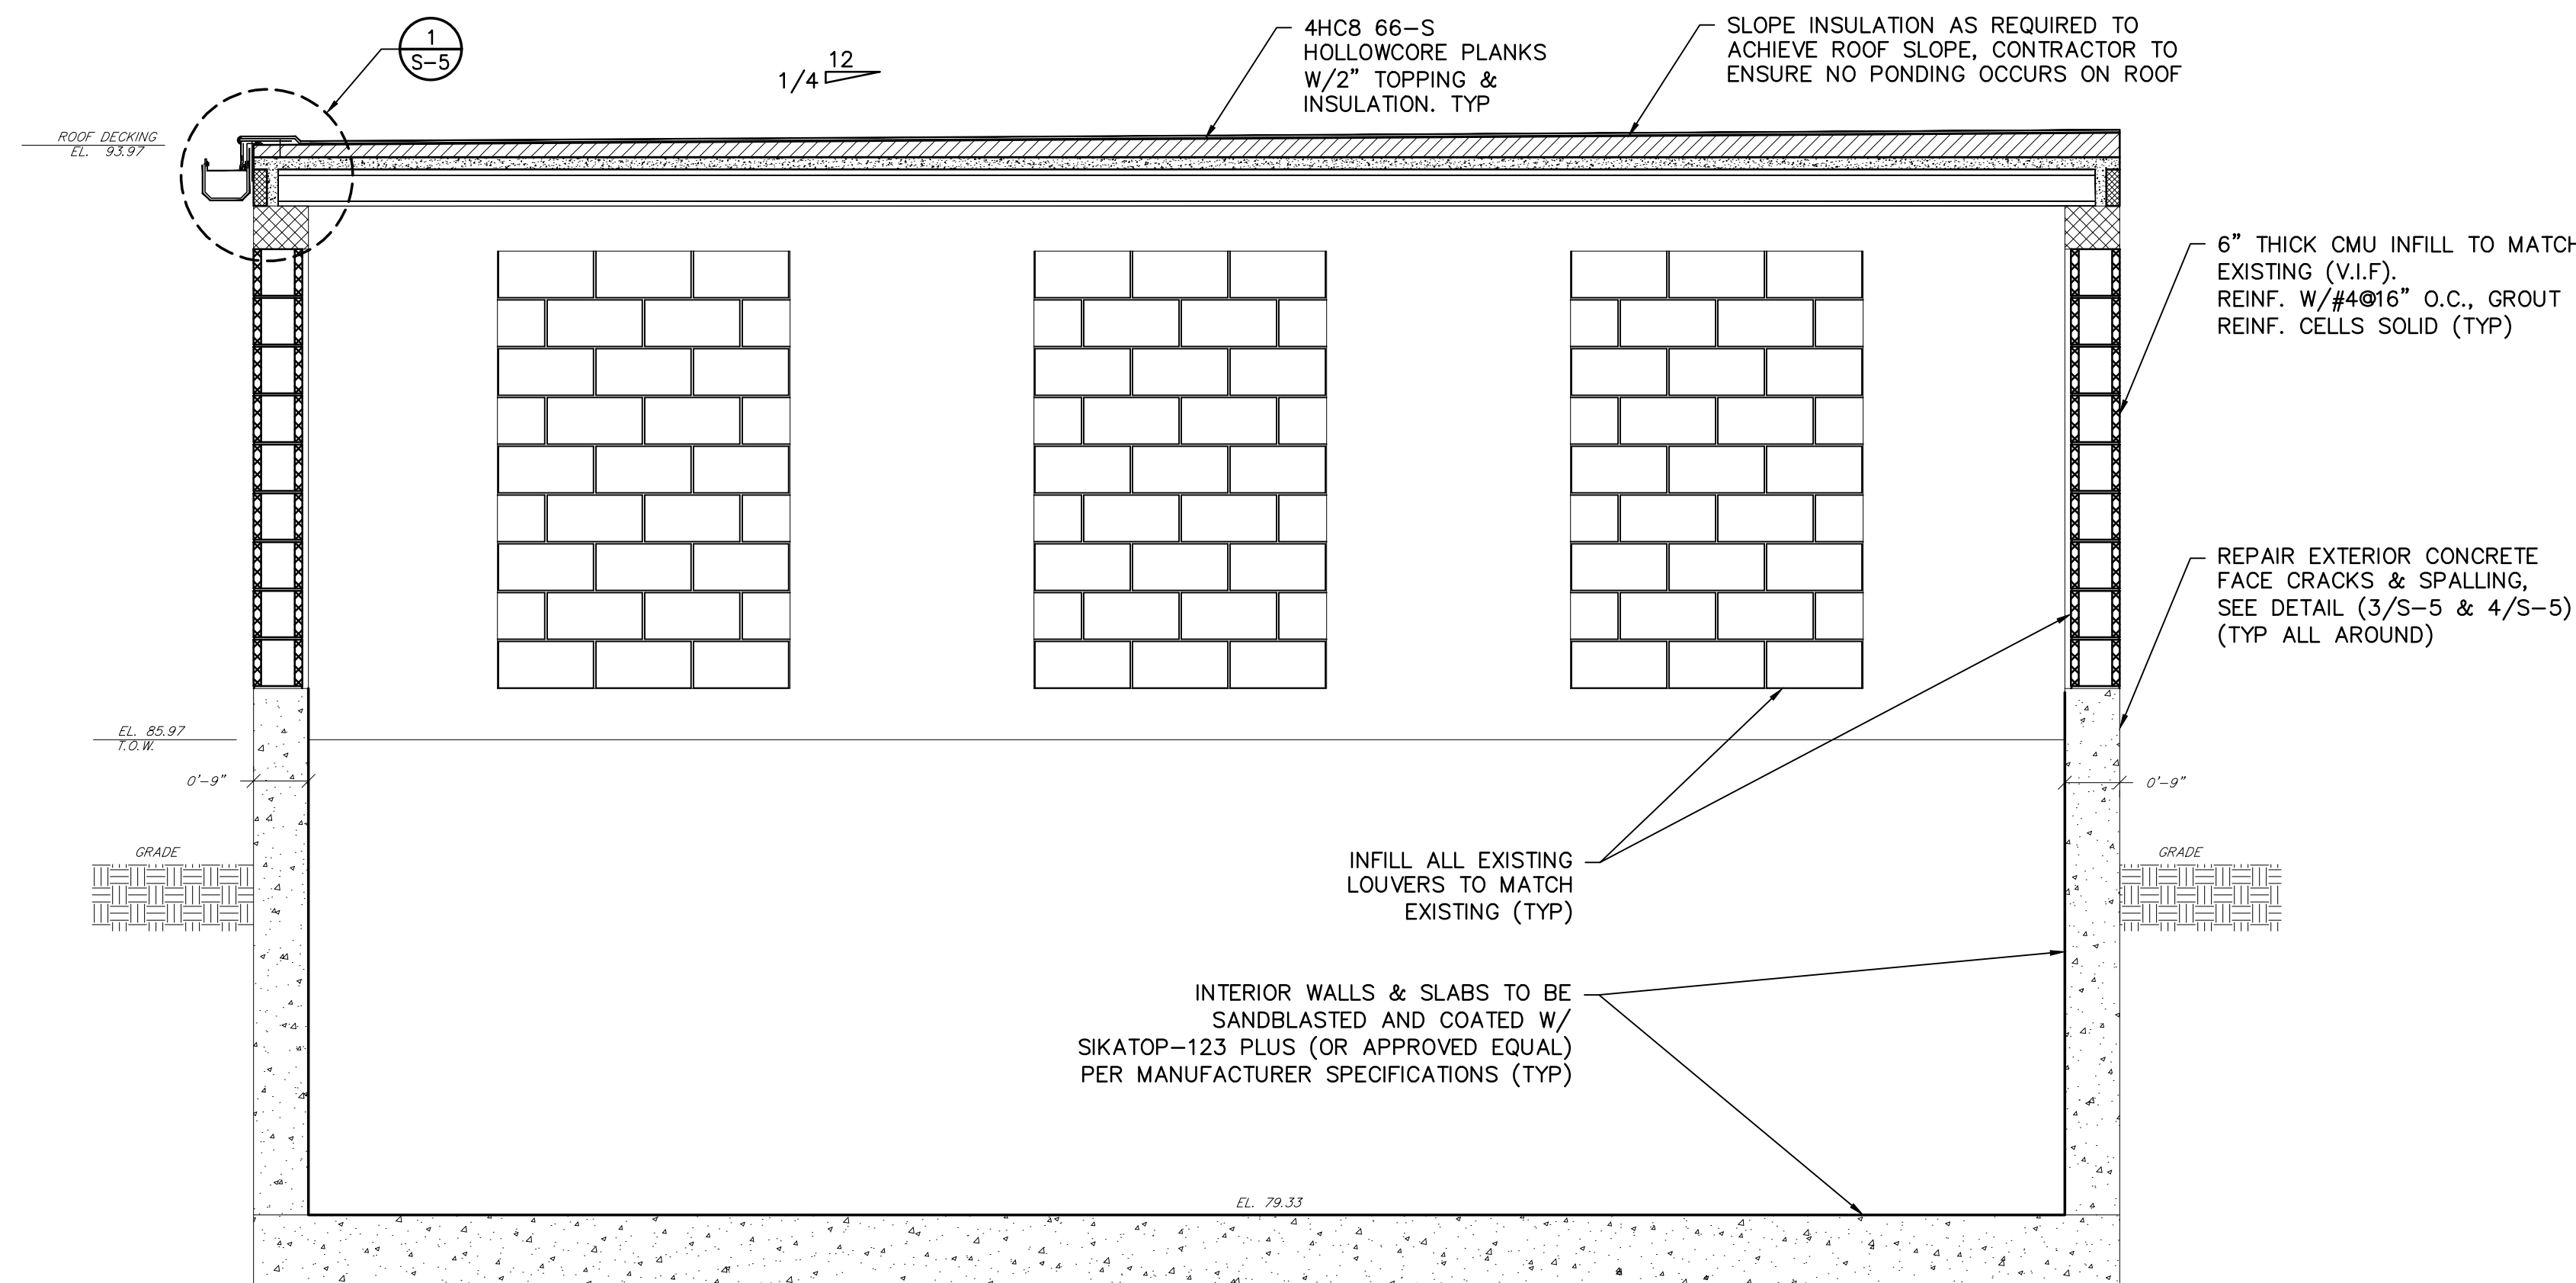 1
S-5
12
1/4
4HC8 66-S
HOLLOWCORE PLANKS
W/2" TOPPING &
INSULATION. TYP
SLOPE INSULATION AS REQUIRED TO
ACHIEVE ROOF SLOPE, CONTRACTOR TO
ENSURE NO PONDING OCCURS ON ROOF
ROOF DECKING
EL. 93.97
6" THICK CMU INFILL TO MATCH
EXISTING (V.I.F).
REINF. W/#4@16" O.C., GROUT
REINF. CELLS SOLID (TYP)
REPAIR EXTERIOR CONCRETE
FACE CRACKS & SPALLING,
SEE DETAIL (3/S-5 & 4/S-5)
(TYP ALL AROUND)
EL. 85.97
T.O.W.
0'-9"
0'-9"
GRADE
GRADE
INFILL ALL EXISTING
LOUVERS TO MATCH
EXISTING (TYP)
INTERIOR WALLS & SLABS TO BE
SANDBLASTED AND COATED W/
SIKATOP-123 PLUS (OR APPROVED EQUAL)
PER MANUFACTURER SPECIFICATIONS (TYP)
EL. 79.33